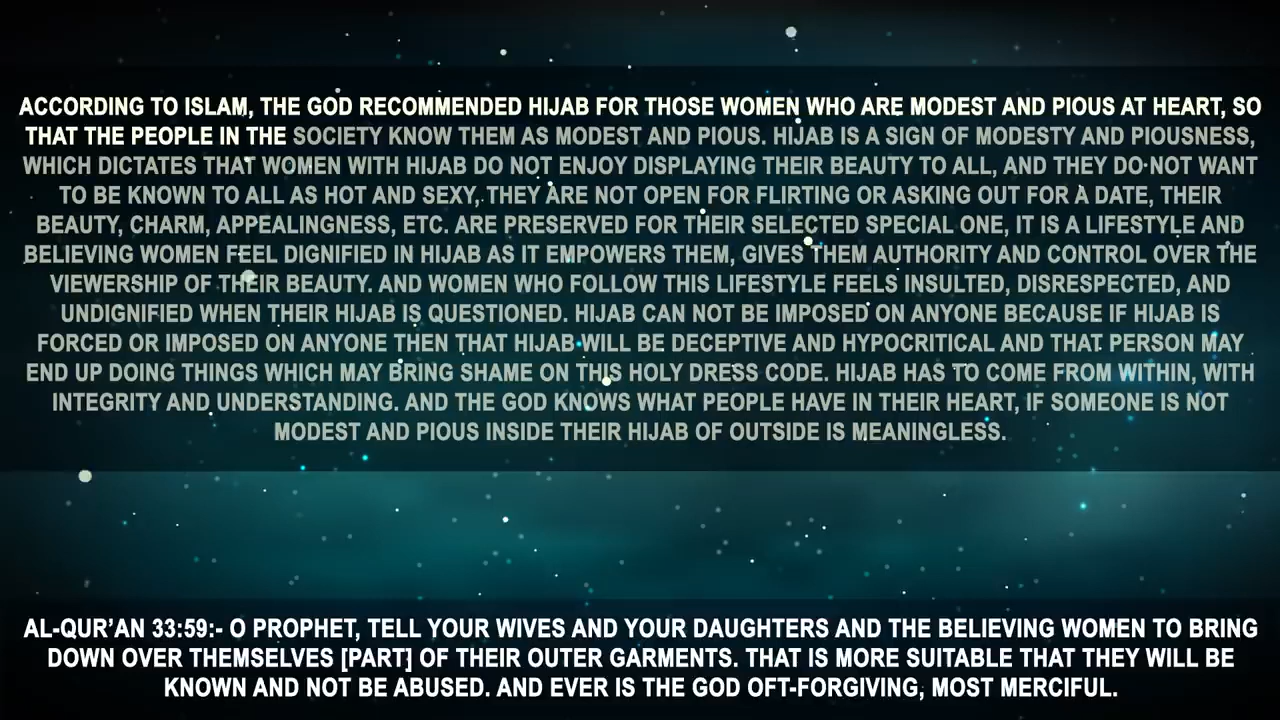 ACCORDING TO ISLAM, THE GOD RECOMMENDED HIJAB FOR THOSE WOMEN WHO ARE MODEST AND PIOUS AT HEART, SO
THAT THE PEOPLE IN THE SOCIETY KNOW THEM AS MODEST AND PIOUS. HIJAB IS A SIGN OF MODESTY AND PIOUSNESS,
WHICH DICTATES THAT WOMEN WITH HIJAB DO NOT ENJOY DISPLAYING THEIR BEAUTY TO ALL, AND THEY DO NOT WANT
TO BE KNOWN TO ALL AS HOT AND SEXY, THEY ARE NOT OPEN FOR FLIRTING OR ASKING OUT FOR A DATE, THEIR
BEAUTY, CHARM, APPEALINGNESS, ETC. ARE PRESERVED FOR THEIR SELECTED SPECIAL ONE, IT IS A LIFESTYLE AND
BELIEVING WOMEN FEEL DIGNIFIED IN HIJAB AS IT EMPOWERS THEM, GIVES THEM AUTHORITY AND CONTROL OVER THE
VIEWERSHIP OF THEIR BEAUTY. AND WOMEN WHO FOLLOW THIS LIFESTYLE FEELS INSULTED, DISRESPECTED, AND
UNDIGNIFIED WHEN THEIR HIJAB IS QUESTIONED. HIJAB CAN NOT BE IMPOSED ON ANYONE BECAUSE IF HIJAB IS
FORCED OR IMPOSED ON ANYONE THEN THAT HIJAB WILL BE DECEPTIVE AND HYPOCRITICAL AND THAT PERSON MAY
END UP DOING THINGS WHICH MAY BRING SHAME ON THIS HOLY DRESS CODE. HIJAB HAS TO COME FROM WITHIN, WITH
INTEGRITY AND UNDERSTANDING. AND THE GOD KNOWS WHAT PEOPLE HAVE IN THEIR HEART, IF SOMEONE IS NOT
MODEST AND PIOUS INSIDE THEIR HIJAB OF OUTSIDE IS MEANINGLESS.
AL-QUR'AN 33:59:- O PROPHET, TELL YOUR WIVES AND YOUR DAUGHTERS AND THE BELIEVING WOMEN TO BRING
DOWN OVER THEMSELVES [PART] OF THEIR OUTER GARMENTS. THAT IS MORE SUITABLE THAT THEY WILL BE
KNOWN AND NOT BE ABUSED. AND EVER IS THE GOD OFT-FORGIVING, MOST MERCIFUL.